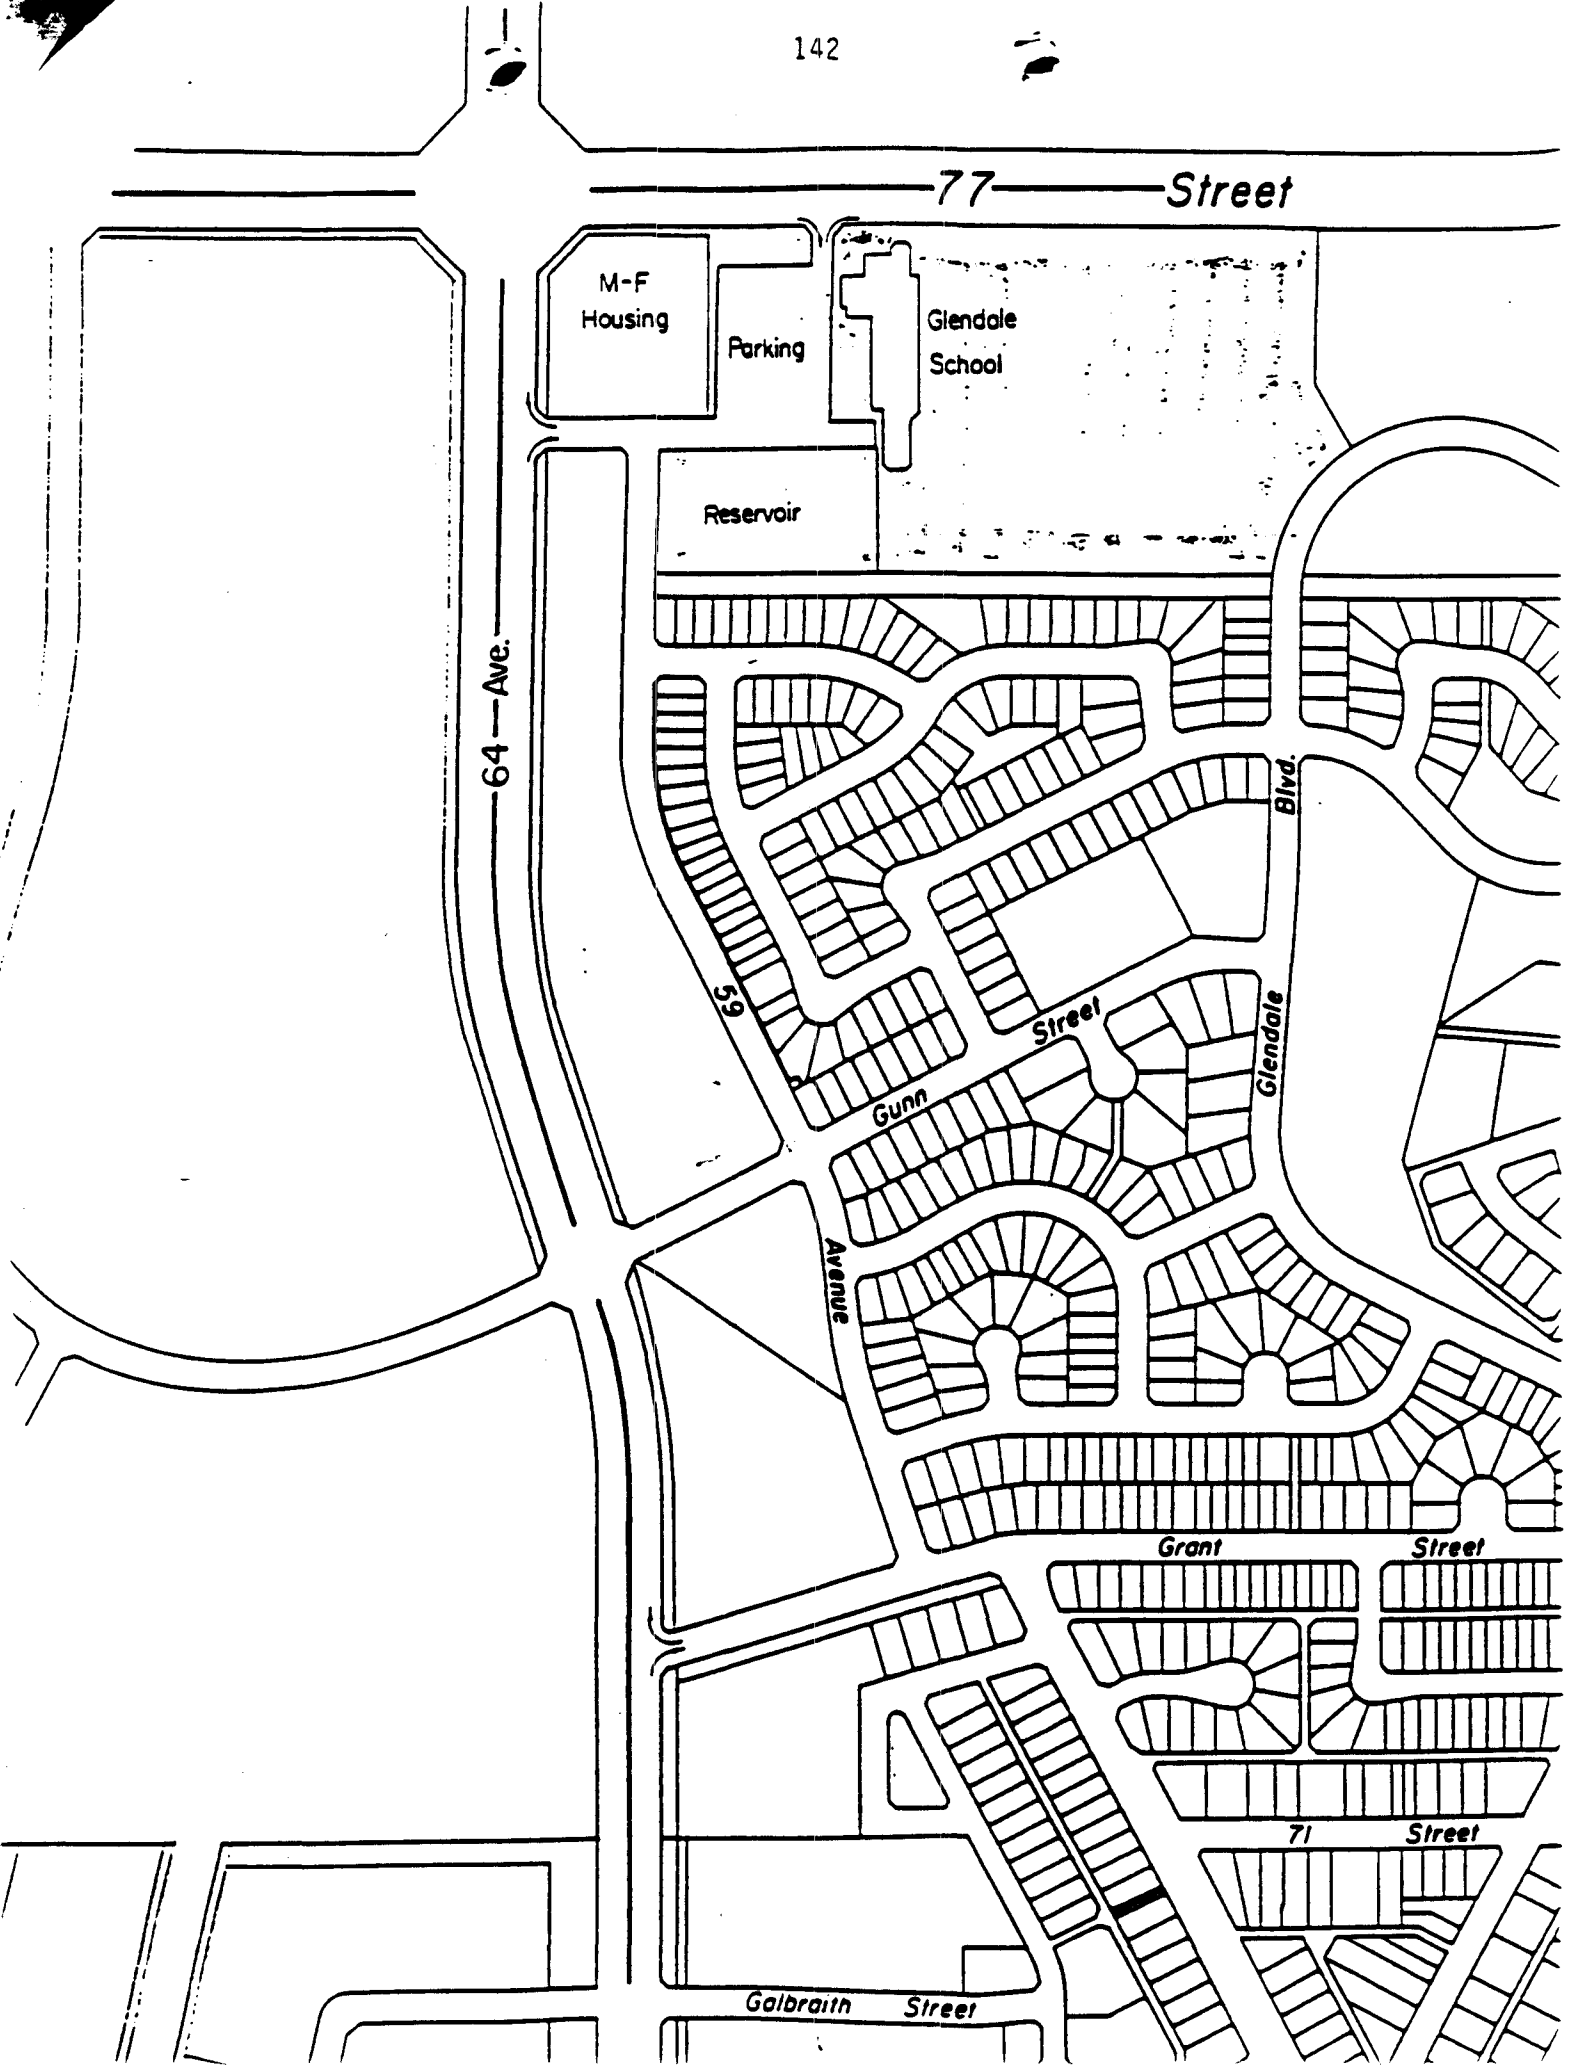 142
77 Street
M-F
Housing
Parking
Glendale
School
Reservoir
64 Ave.
Blvd.
59
Street
Glendale
Gunn
Avenue
Grant Street
71 Street
Galbraith Street